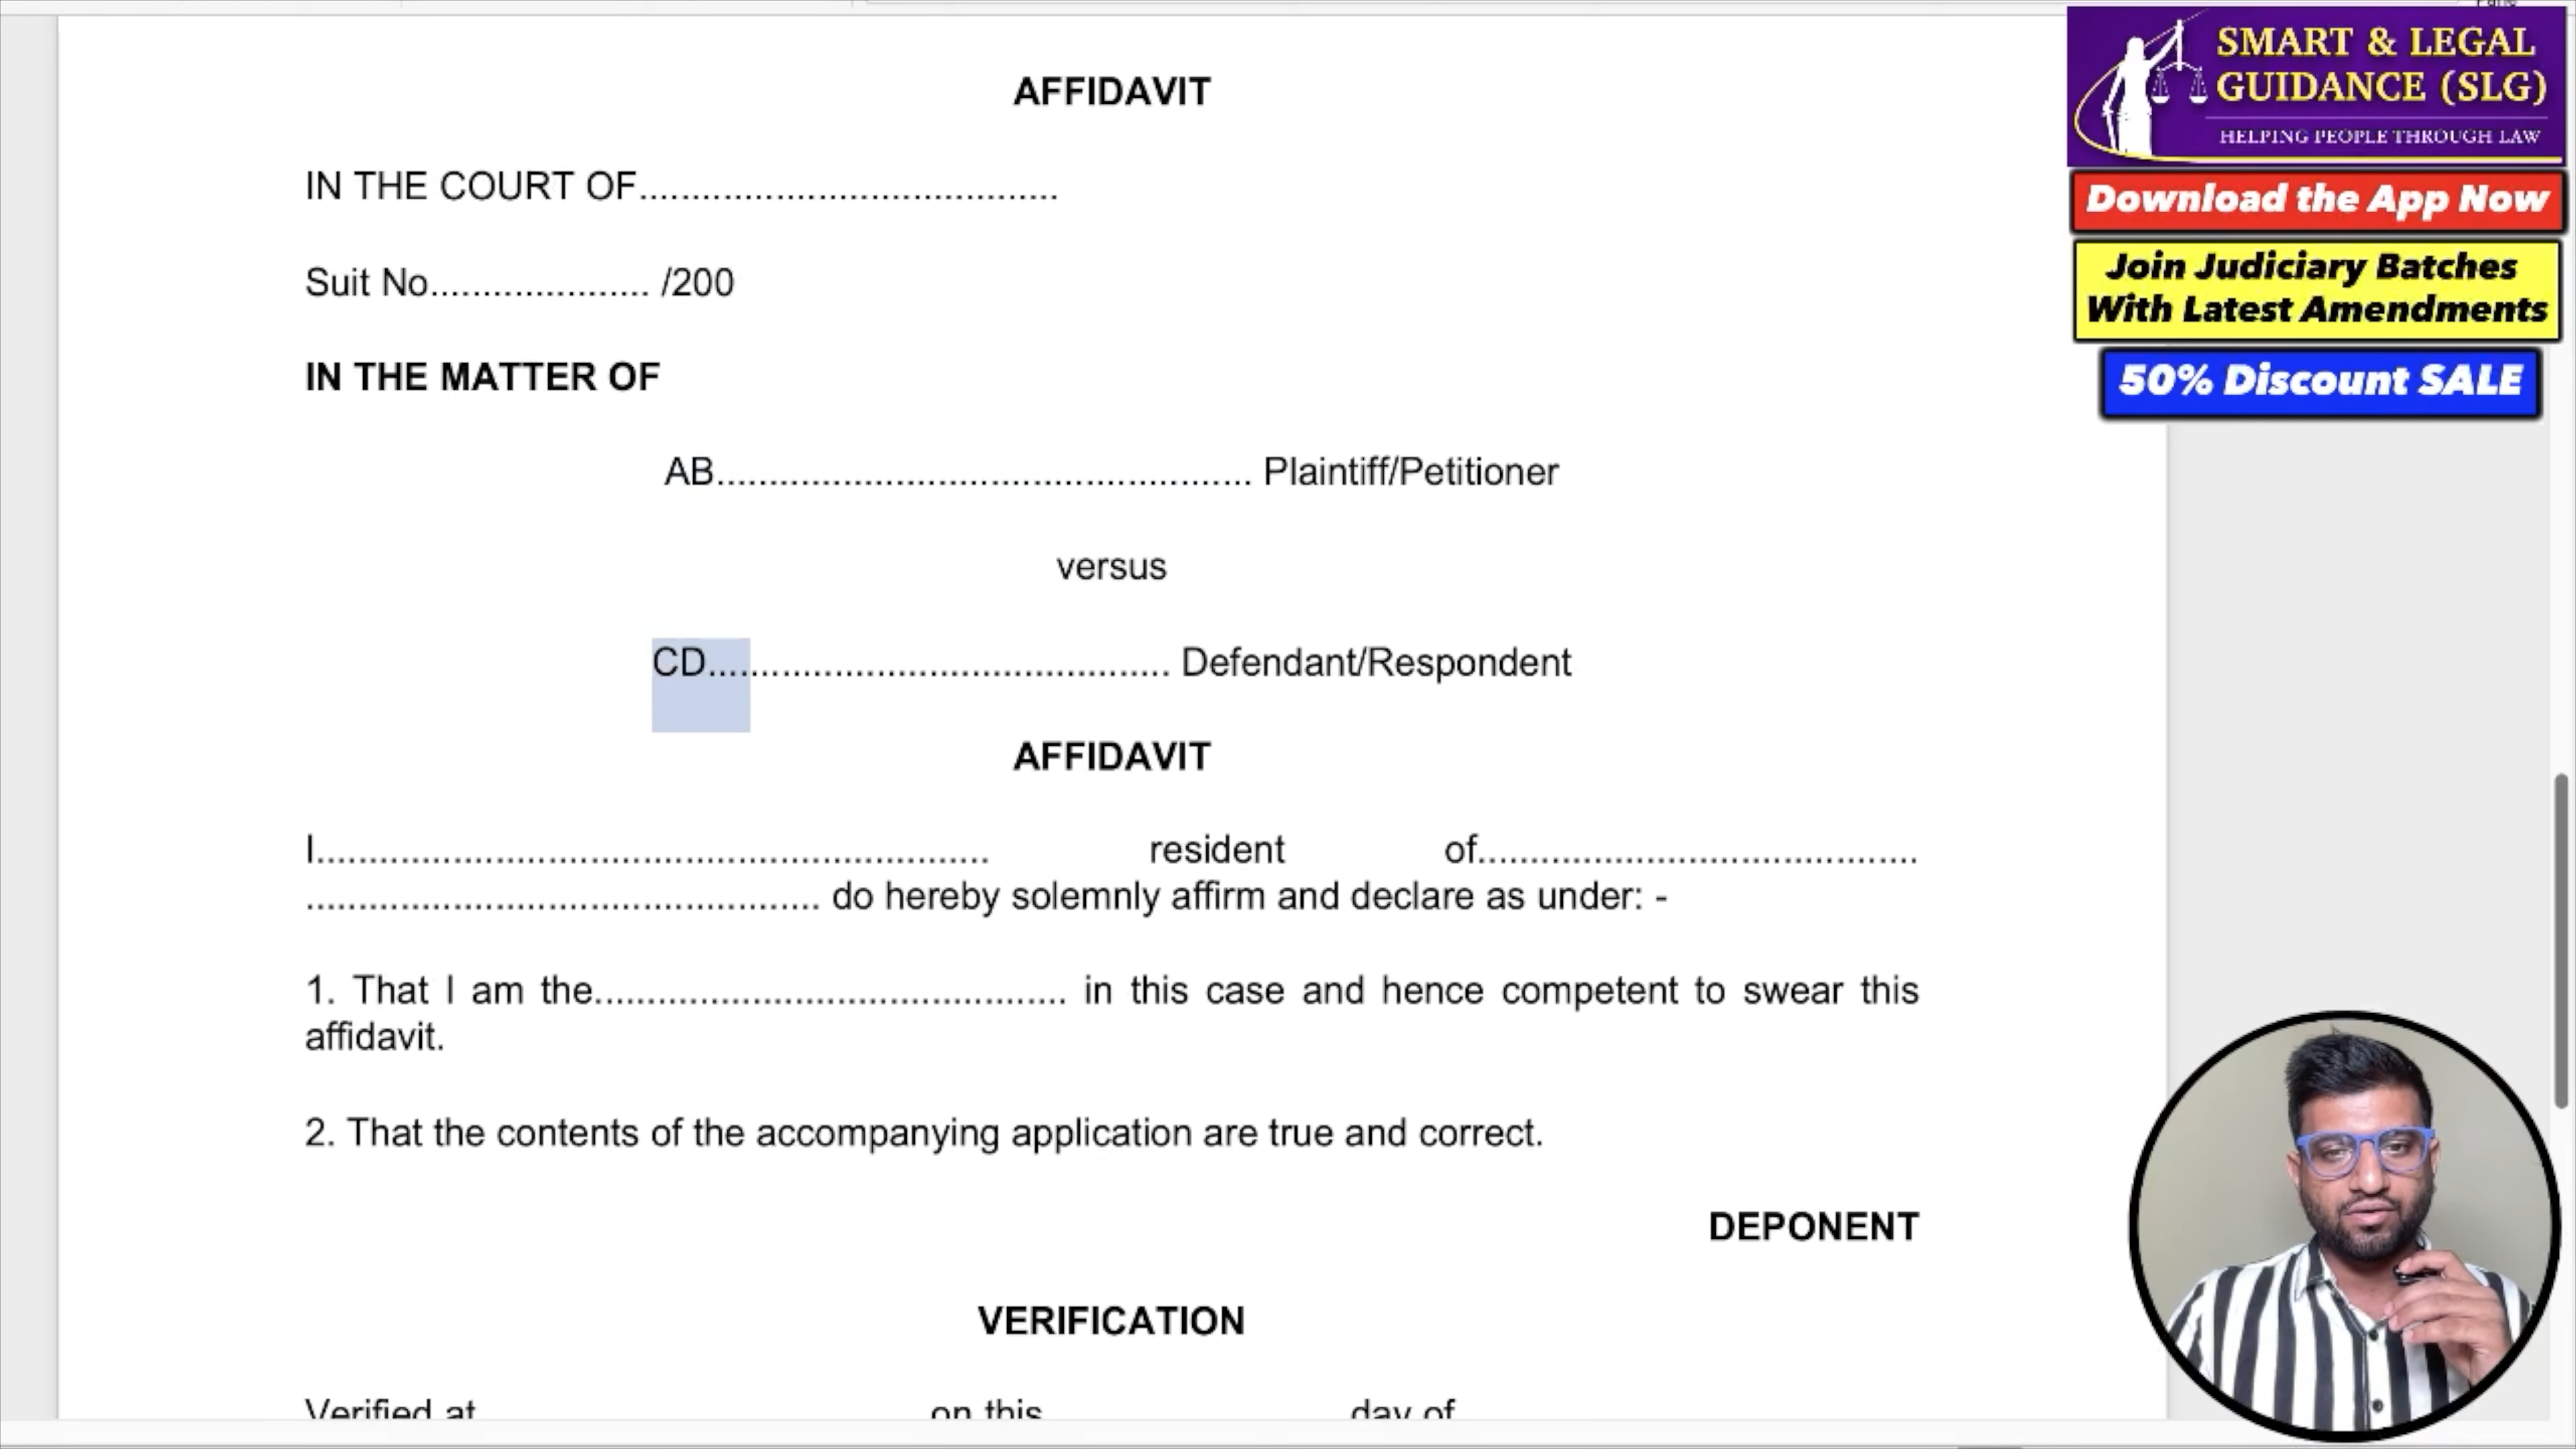 AFFIDAVIT
IN THE COURT OF........................................
Suit No..................... /200
IN THE MATTER OF
AB................................................... Plaintiff/Petitioner
versus
CD............................................ Defendant/Respondent
AFFIDAVIT
I................................................................ resident of..........................................
................................................. do hereby solemnly affirm and declare as under: -
1. That I am the............................................. in this case and hence competent to swear this
affidavit.
2. That the contents of the accompanying application are true and correct.
DEPONENT
VERIFICATION
Verified at on this day of
SMART & LEGAL
GUIDANCE (SLG)
HELPING PEOPLE THROUGH LAW
Download the App Now
Join Judiciary Batches
With Latest Amendments
50% Discount SALE